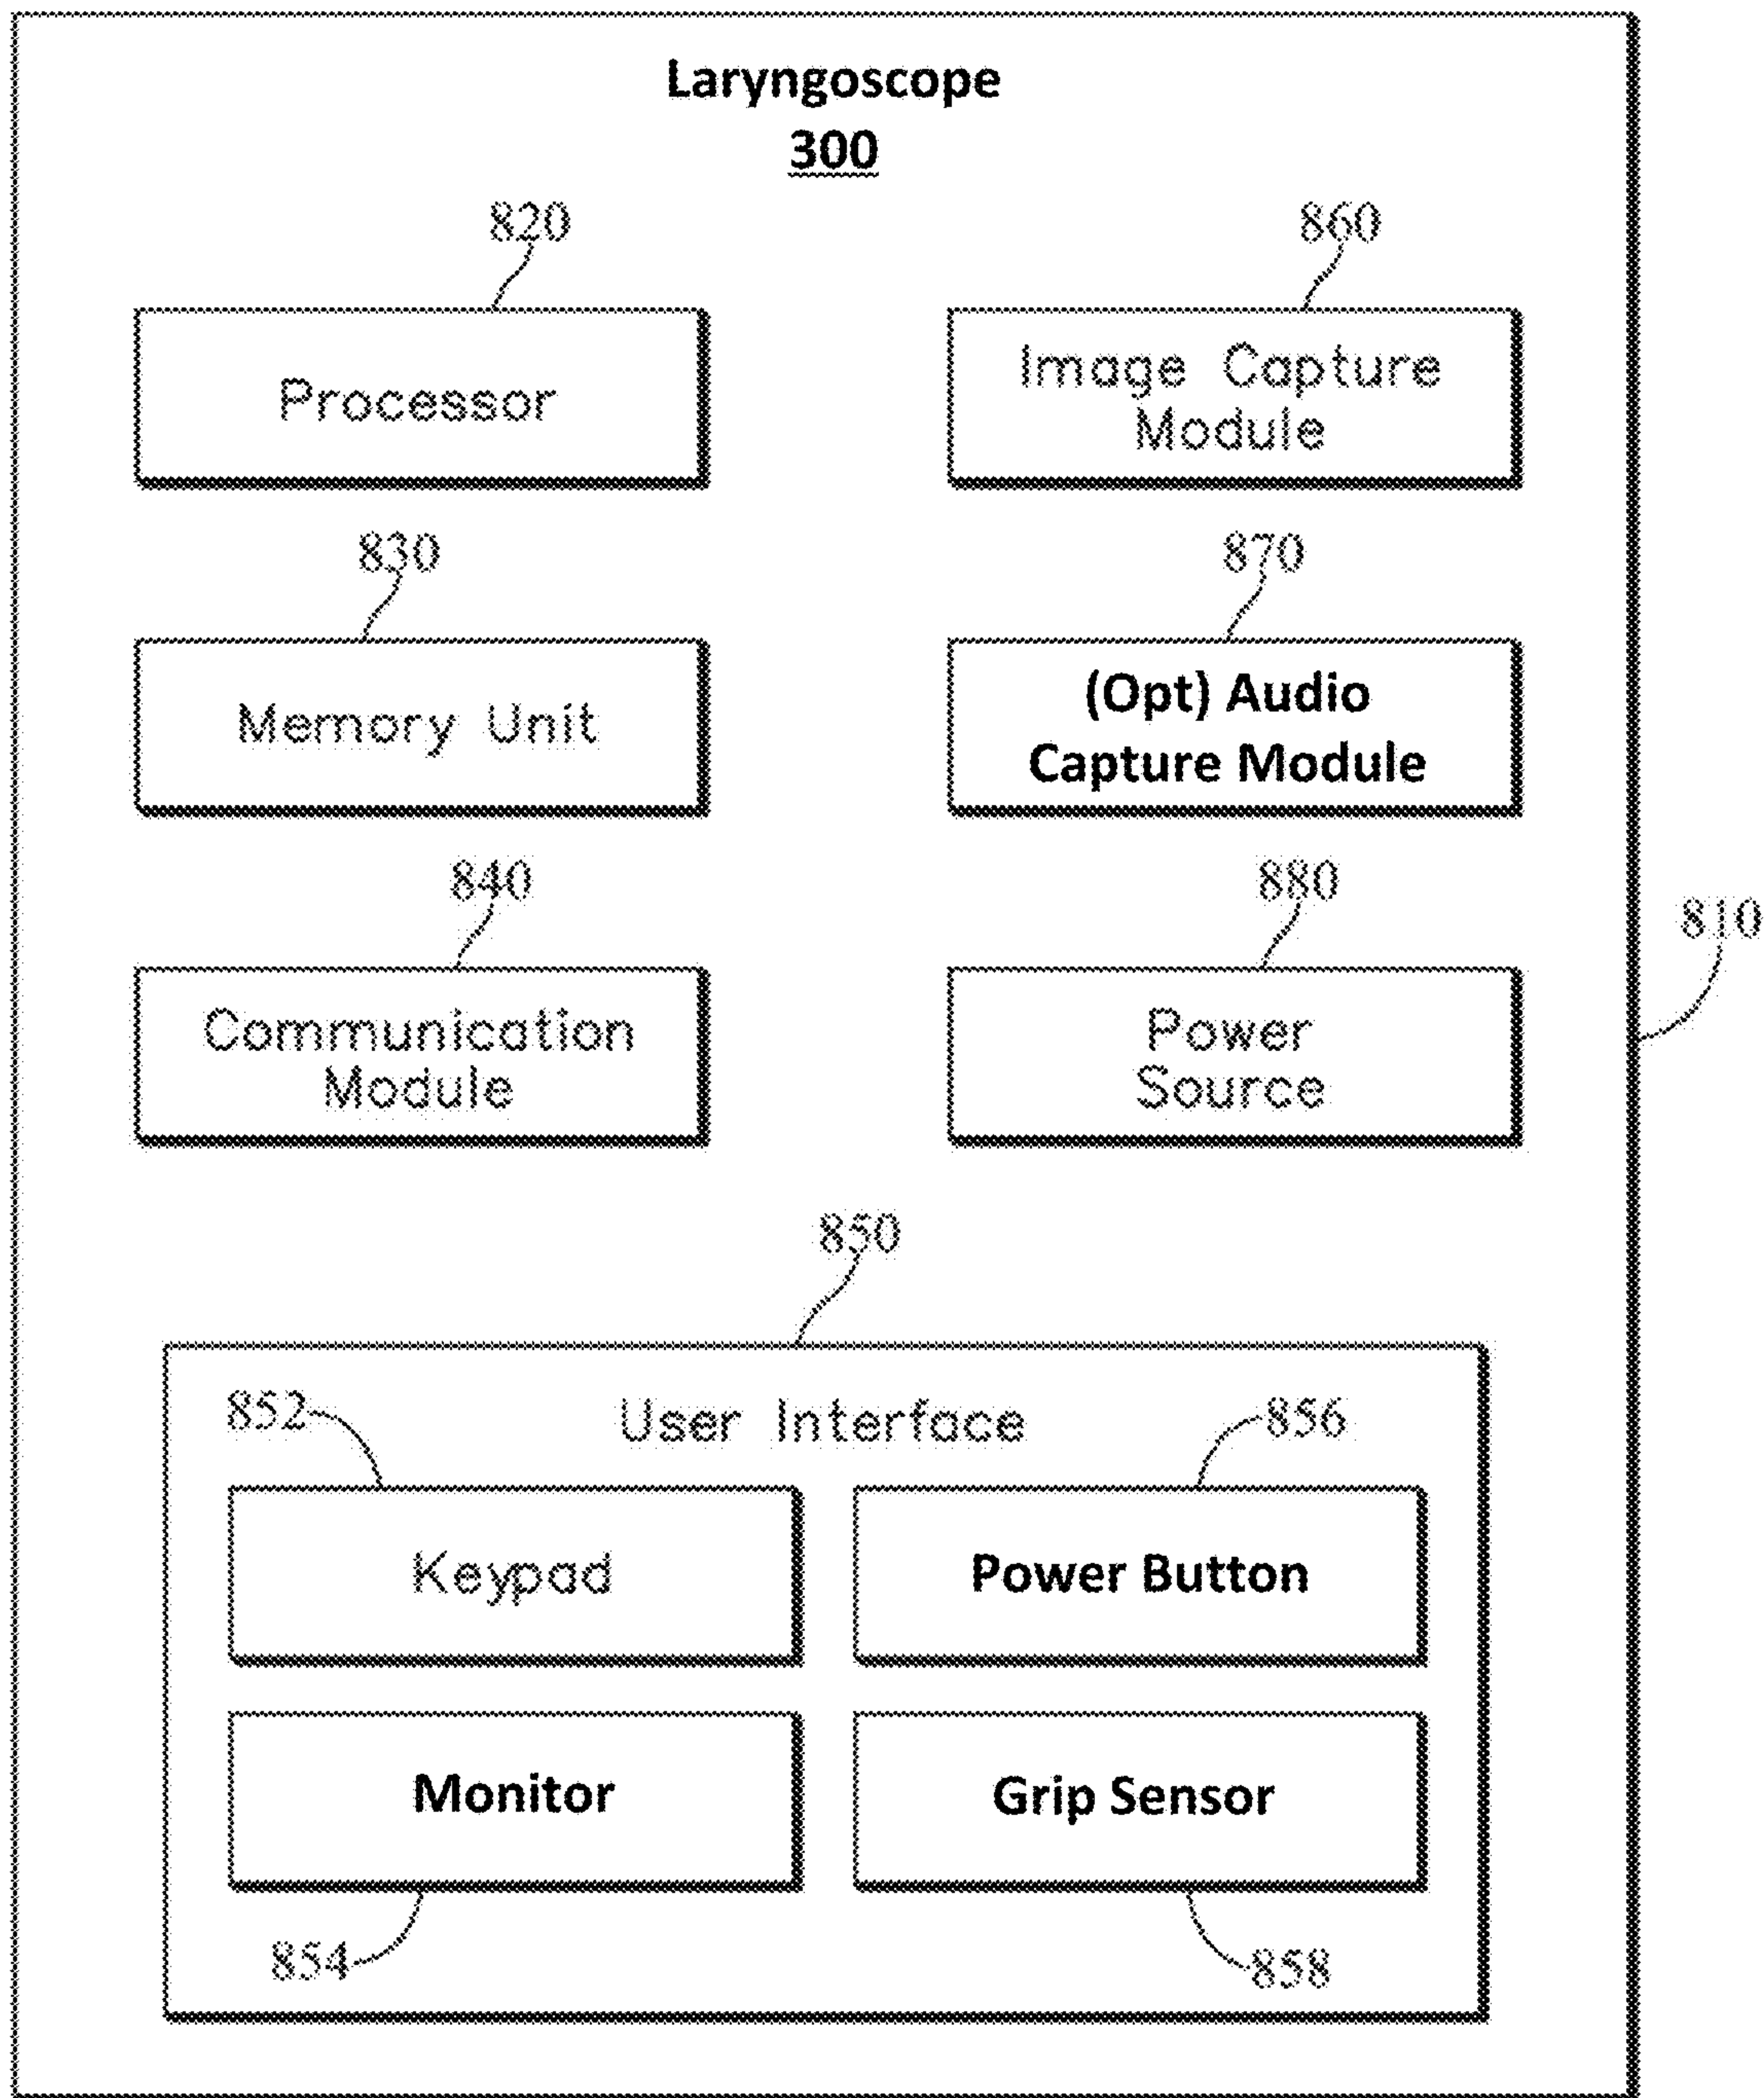 Laryngoscope
300
820
860
Processor
Image Capture
Module
830
870
Memory Unit
(Opt) Audio
Capture Module
840
880
810
Communication
Module
Power
Source
850
852
User Interface
856
Keypad
Power Button
Monitor
Grip Sensor
854
858